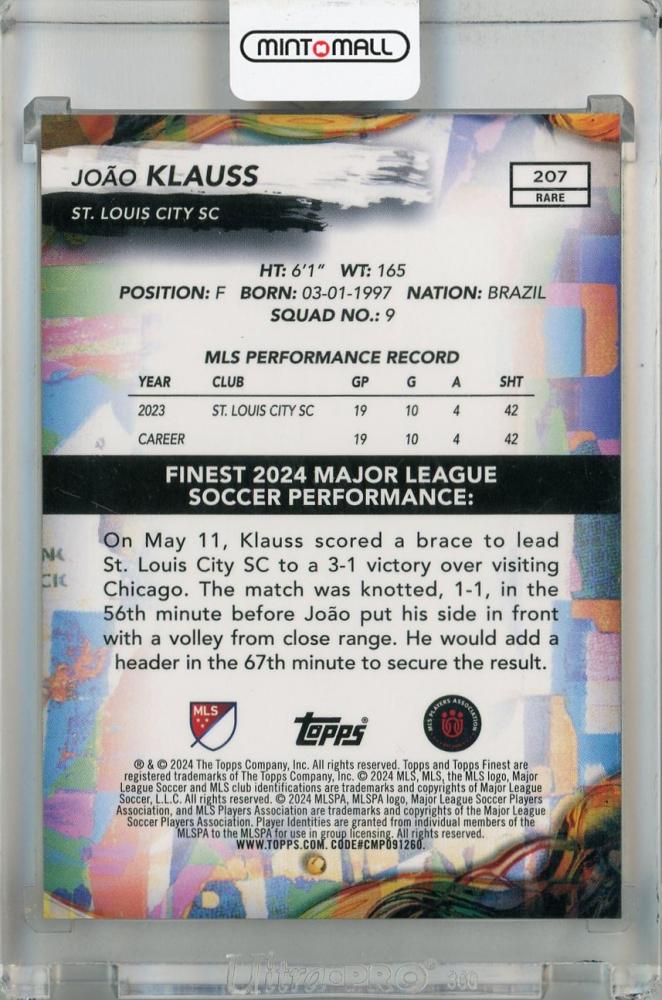 MINT MALL
JOÃO KLAUSS
207
RARE
ST. LOUIS CITY SC
HT: 6'1" WT: 165
POSITION: F BORN: 03-01-1997 NATION: BRAZIL
SQUAD NO.: 9
MLS PERFORMANCE RECORD
YEAR CLUB GP G A SHT
2023 ST. LOUIS CITY SC 19 10 4 42
CAREER 19 10 4 42
FINEST 2024 MAJOR LEAGUE
SOCCER PERFORMANCE:
On May 11, Klauss scored a brace to lead
St. Louis City SC to a 3-1 victory over visiting
Chicago. The match was knotted, 1-1, in the
56th minute before João put his side in front
with a volley from close range. He would add a
header in the 67th minute to secure the result.
MLS
Topps®
MLS PLAYERS ASSOCIATION
® & © 2024 The Topps Company, Inc. All rights reserved. Topps and Topps Finest are
registered trademarks of The Topps Company, Inc. © 2024 MLS, MLS, the MLS logo, Major
League Soccer and MLS club identifications are trademarks and copyrights of Major League
Soccer, L.L.C. All rights reserved. © 2024 MLSPA, MLSPA logo, Major League Soccer Players
Association, and MLS Players Association are trademarks and copyrights of the Major League
Soccer Players Association. Player Identities are granted from individual members of the
MLSPA to the MLSPA for use in group licensing. All rights reserved.
WWW.TOPPS.COM. CODE#CMP091260.
Ultra-PRO®